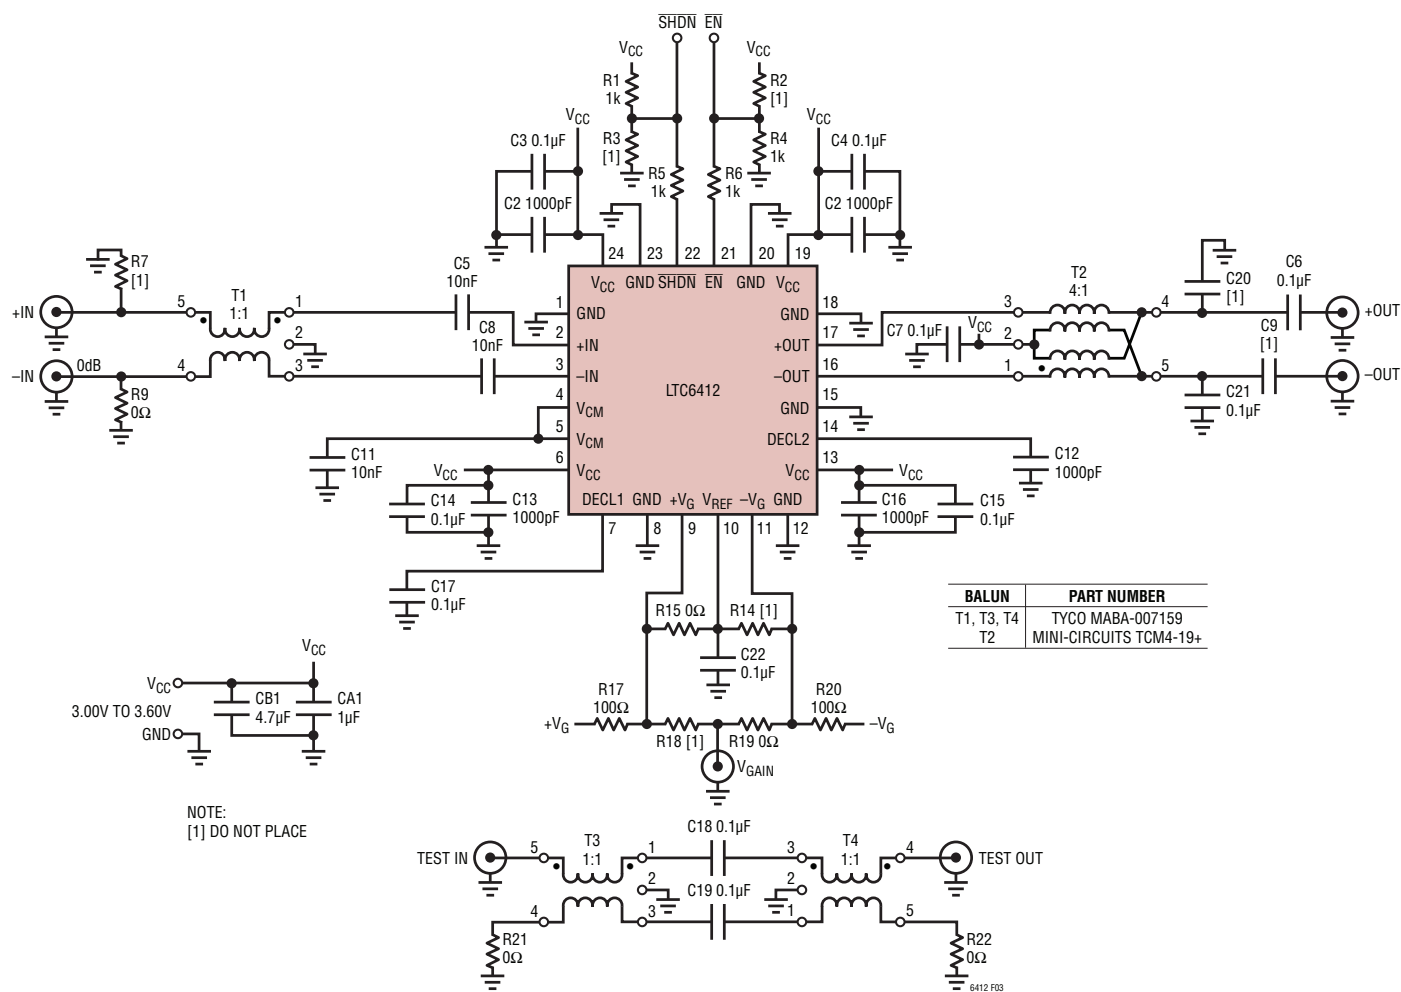 SHDN EN
VCC
VCC
R1
1k
R2
[1]
VCC
VCC
C3 0.1µF
R3
[1]
R4
1k
C4 0.1µF
R5
1k
R6
1k
C2 1000pF
C2 1000pF
24 23 22 21 20 19
VCC GND SHDN EN GND VCC
R7
[1]
C5
10nF
T1
1:1
+IN
5
1
2
3
4
C8
10nF
–IN
0dB
R9
0Ω
1
GND
2
+IN
3
–IN
4
VCM
5
VCM
6
VCC
LTC6412
18
GND
17
+OUT
16
–OUT
15
GND
14
DECL2
13
VCC
DECL1 GND +VG VREF –VG GND
7 8 9 10 11 12
T2
4:1
3
2
1
4
5
C7 0.1µF
VCC
C20
[1]
C6
0.1µF
+OUT
C9
[1]
–OUT
C21
0.1µF
C11
10nF
C12
1000pF
VCC
C14
0.1µF
C13
1000pF
VCC
C16
1000pF
C15
0.1µF
C17
0.1µF
R15 0Ω
R14 [1]
C22
0.1µF
R17
100Ω
R20
100Ω
+VG
–VG
R18 [1]
R19 0Ω
VGAIN
BALUN PART NUMBER
T1, T3, T4 TYCO MABA-007159
T2 MINI-CIRCUITS TCM4-19+
VCC
VCC
3.00V TO 3.60V
GND
CB1
4.7µF
CA1
1µF
NOTE:
[1] DO NOT PLACE
TEST IN
5
T3
1:1
1
2
3
4
C18 0.1µF
C19 0.1µF
3
2
1
T4
1:1
4
5
TEST OUT
R21
0Ω
R22
0Ω
6412 F03